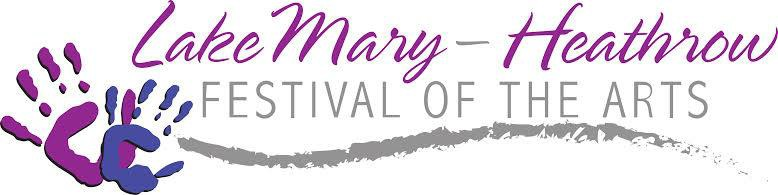 Lake Mary – Heathrow
FESTIVAL OF THE ARTS